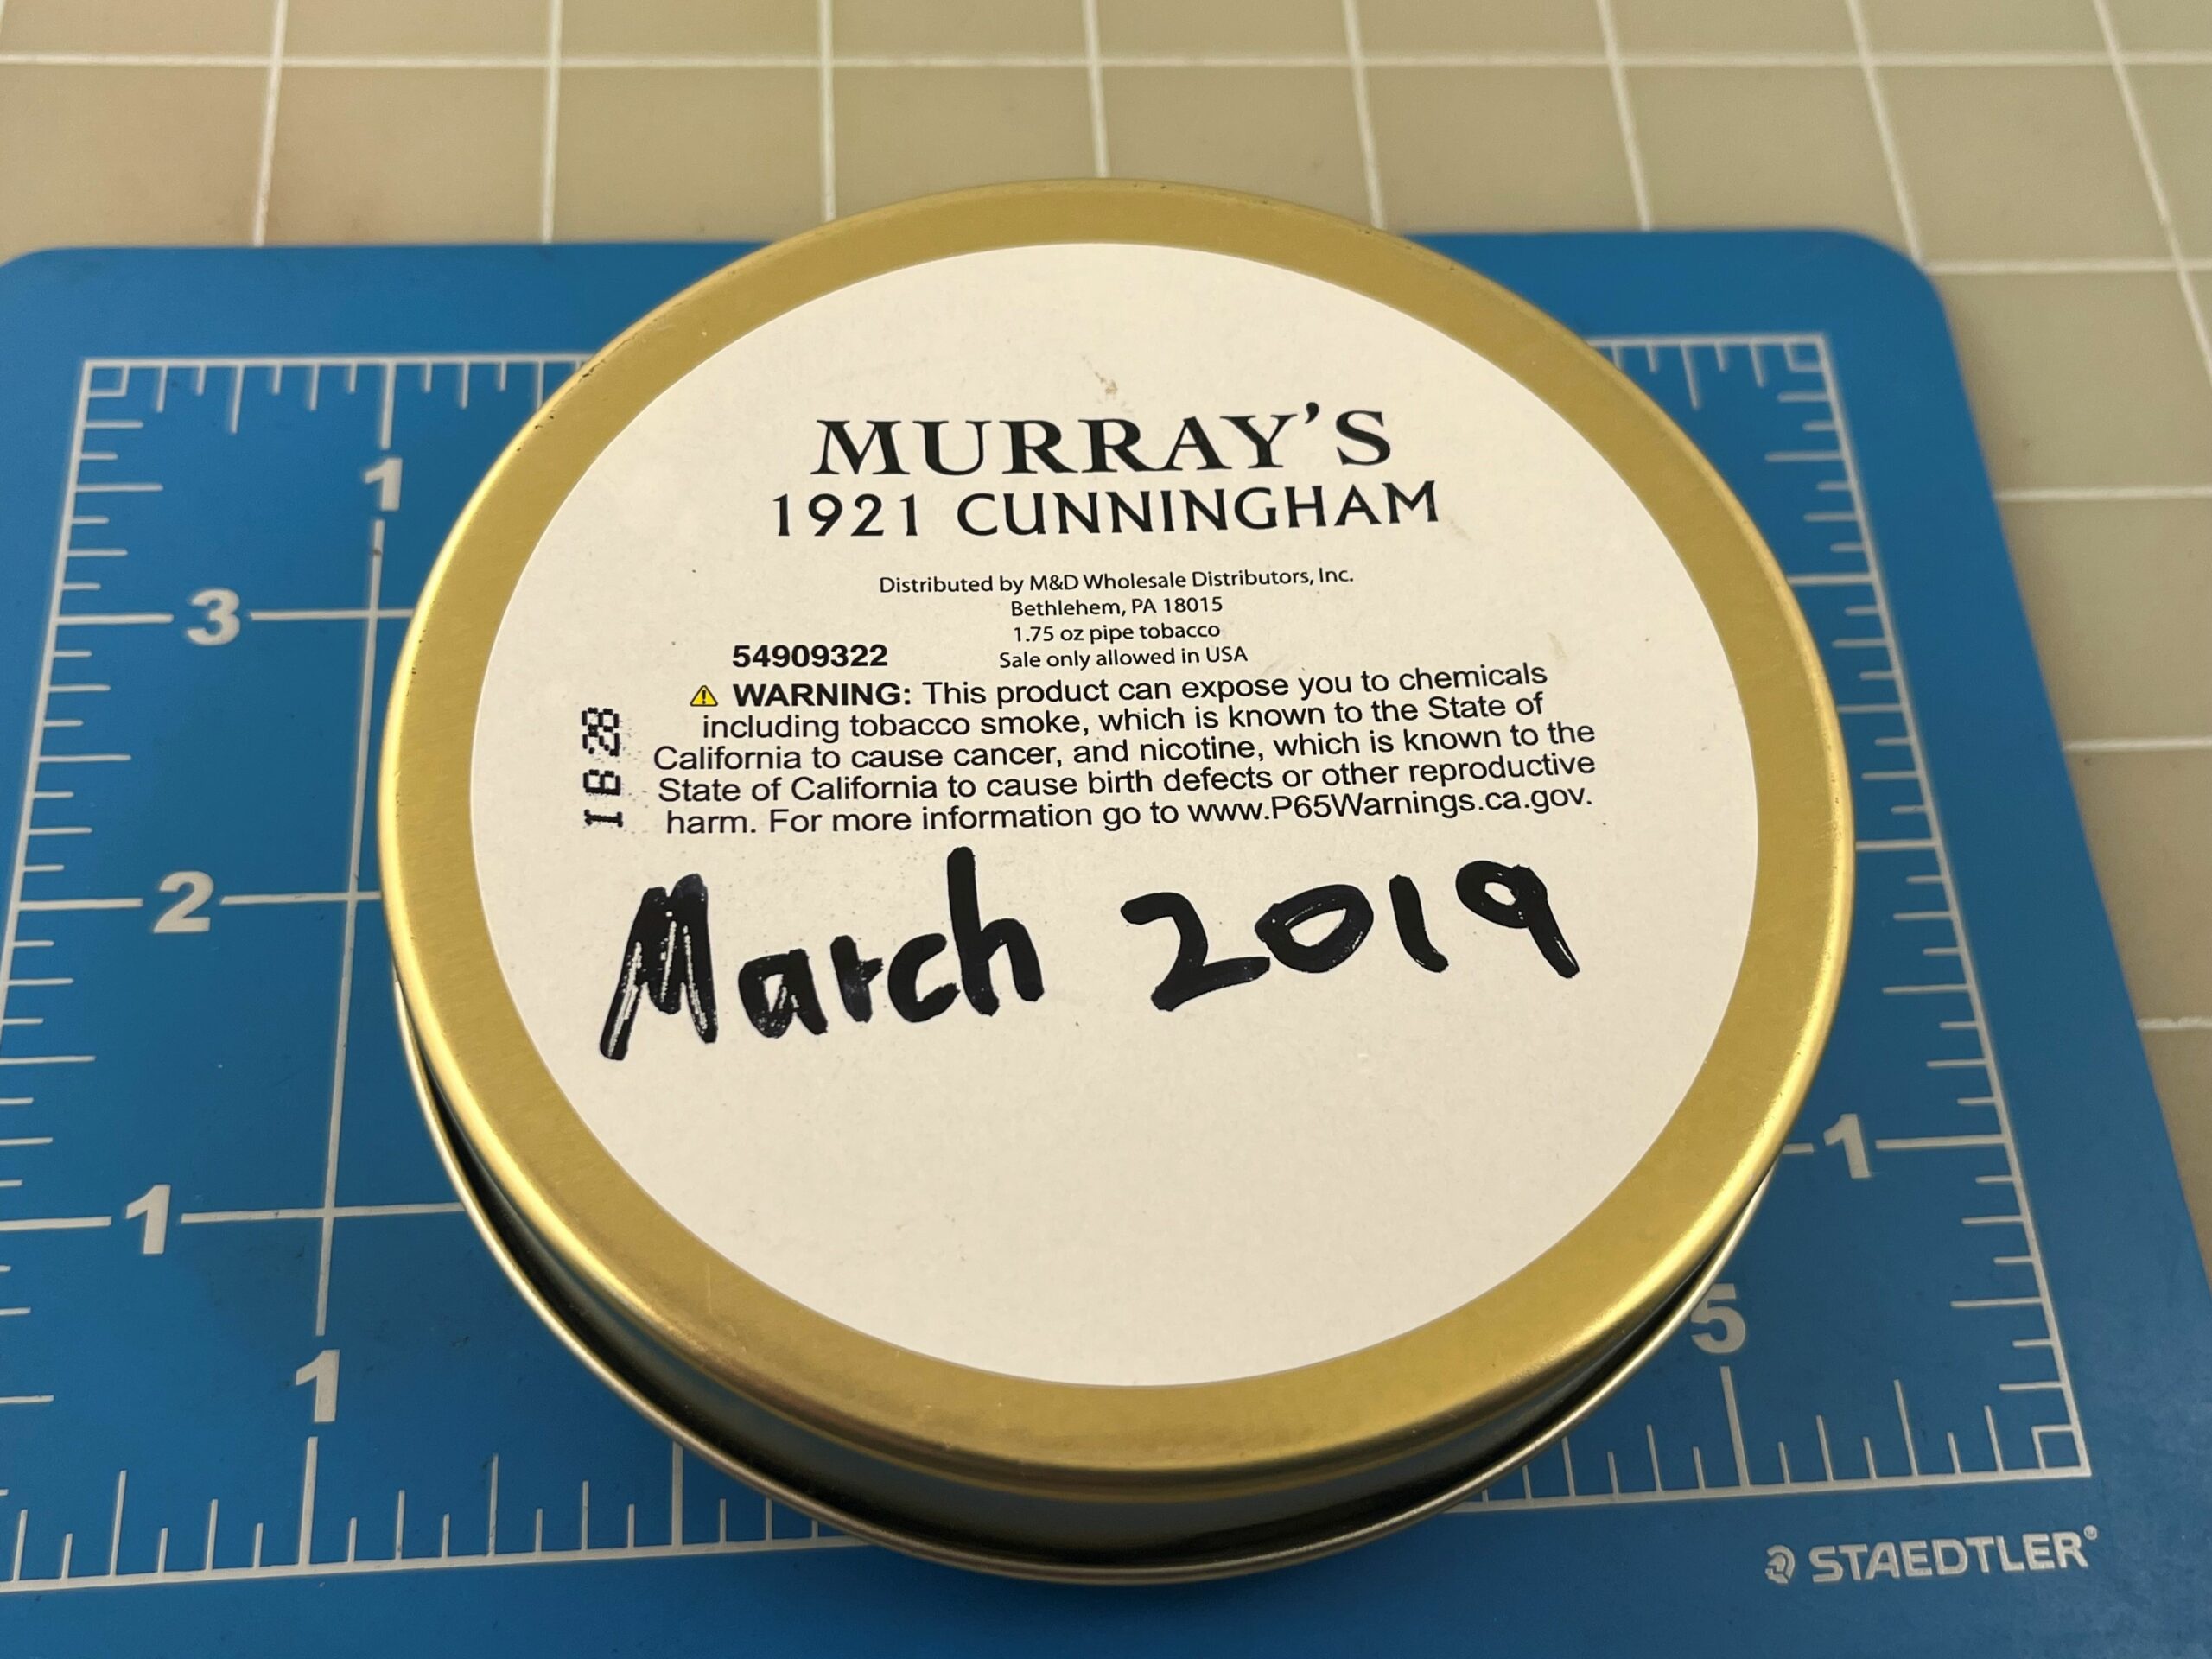 MURRAY'S
1921 CUNNINGHAM
Distributed by M&D Wholesale Distributors, Inc.
Bethlehem, PA 18015
1.75 oz pipe tobacco
54909322 Sale only allowed in USA
⚠ WARNING: This product can expose you to chemicals
including tobacco smoke, which is known to the State of
California to cause cancer, and nicotine, which is known to the
State of California to cause birth defects or other reproductive
harm. For more information go to www.P65Warnings.ca.gov.
I B 28
March 2019
1
3
2
1
1
1
5
STAEDTLER®